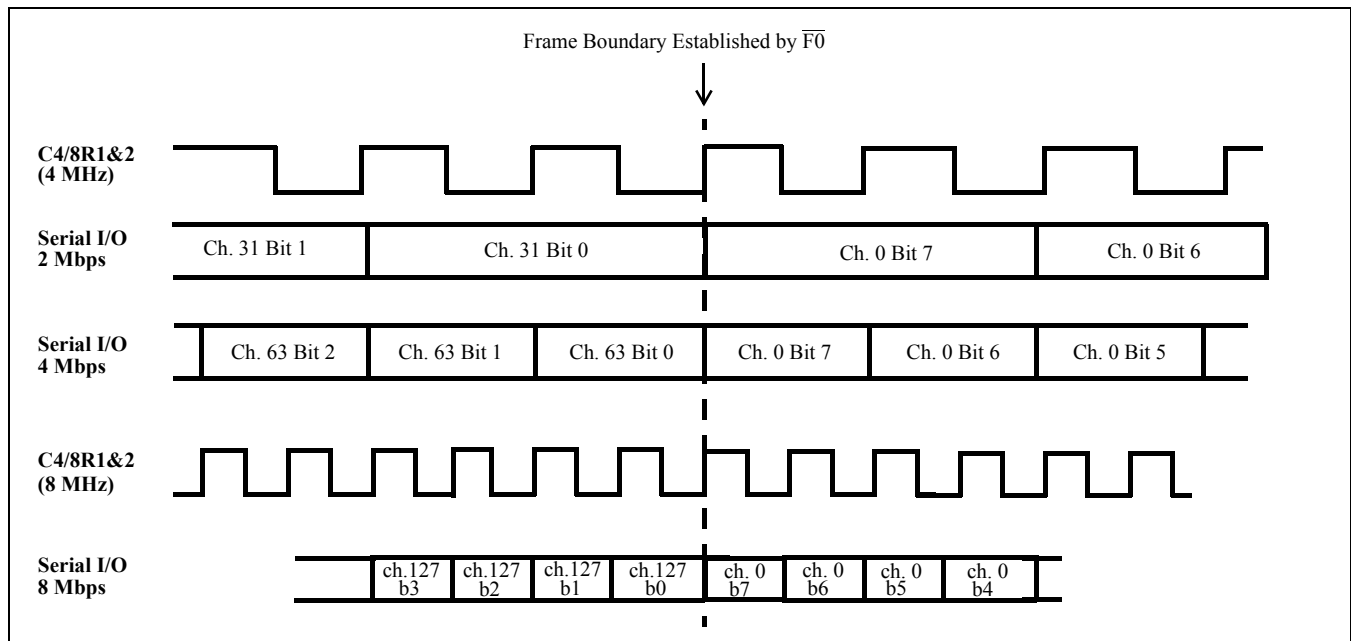 Frame Boundary Established by F̅0̅
C4/8R1&2
(4 MHz)
Serial I/O
2 Mbps
Ch. 31 Bit 1
Ch. 31 Bit 0
Ch. 0 Bit 7
Ch. 0 Bit 6
Serial I/O
4 Mbps
Ch. 63 Bit 2
Ch. 63 Bit 1
Ch. 63 Bit 0
Ch. 0 Bit 7
Ch. 0 Bit 6
Ch. 0 Bit 5
C4/8R1&2
(8 MHz)
Serial I/O
8 Mbps
ch.127
b3
ch.127
b2
ch.127
b1
ch.127
b0
ch. 0
b7
ch. 0
b6
ch. 0
b5
ch. 0
b4